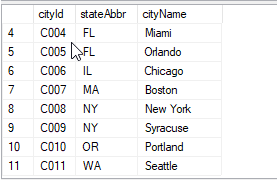 cityId stateAbbr cityName
4 C004 FL Miami
5 C005 FL Orlando
6 C006 IL Chicago
7 C007 MA Boston
8 C008 NY New York
9 C009 NY Syracuse
10 C010 OR Portland
11 C011 WA Seattle